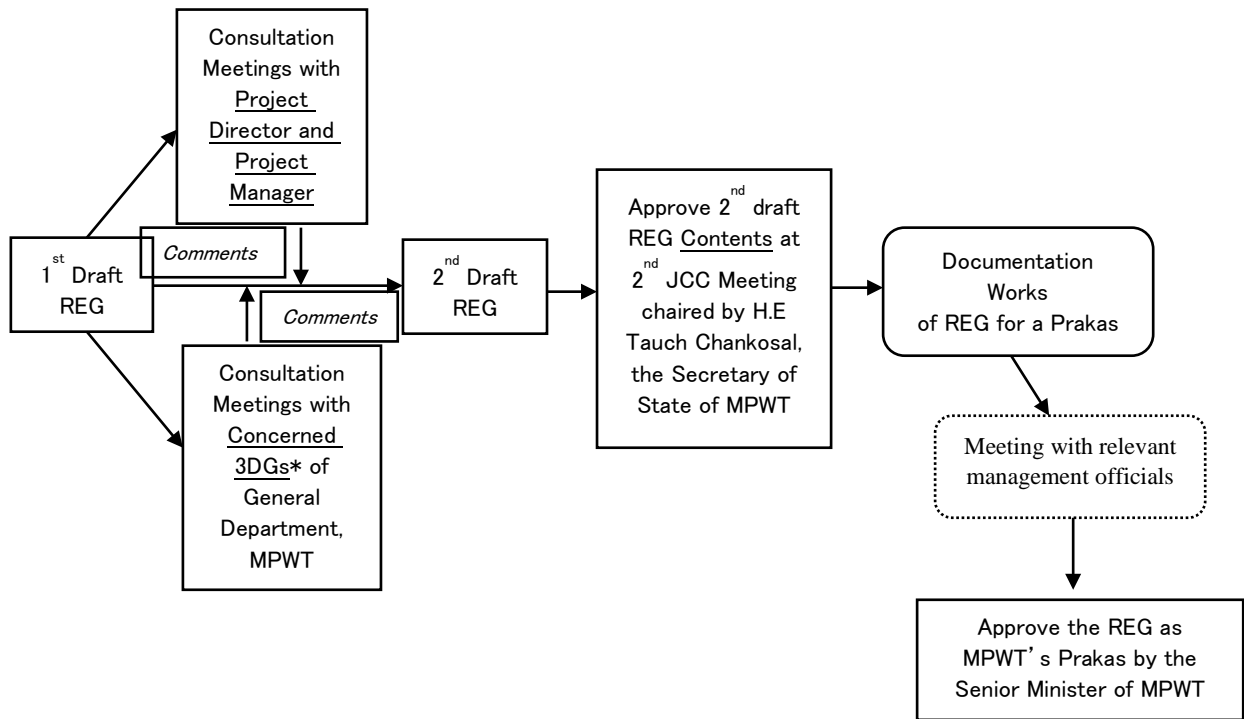 Consultation
Meetings with
Project
Director and
Project
Manager
Comments
1st Draft
REG
Comments
2nd Draft
REG
Consultation
Meetings with
Concerned
3DGs* of
General
Department,
MPWT
Approve 2nd draft
REG Contents at
2nd JCC Meeting
chaired by H.E
Tauch Chankosal,
the Secretary of
State of MPWT
Documentation
Works
of REG for a Prakas
Meeting with relevant
management officials
Approve the REG as
MPWT's Prakas by the
Senior Minister of MPWT